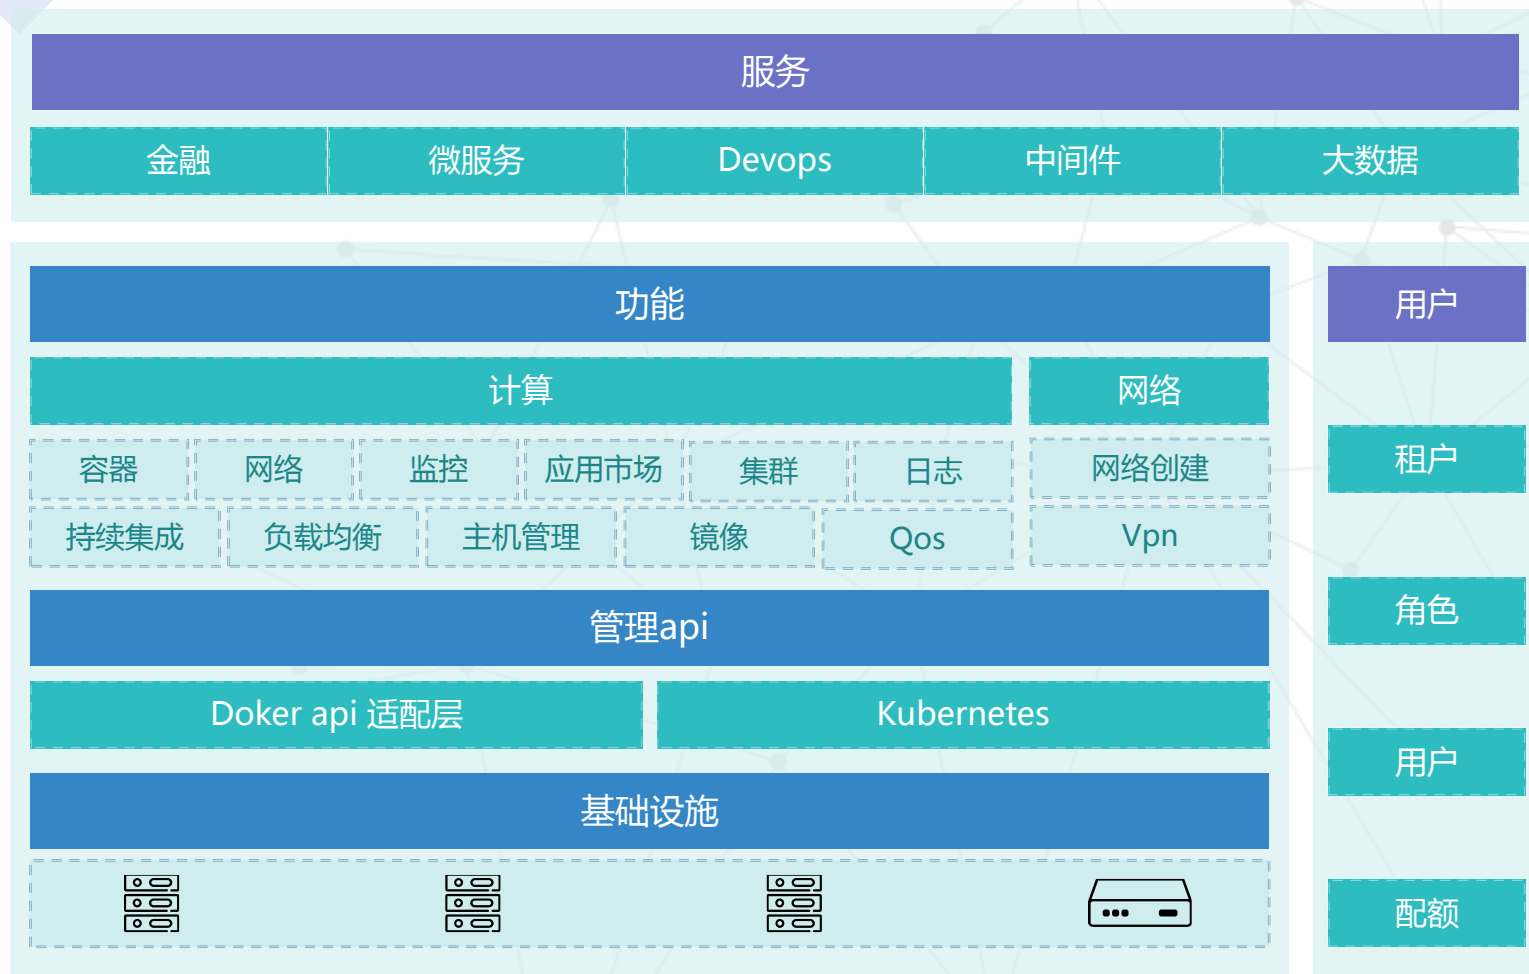 服务
金融 微服务 Devops 中间件 大数据
功能
计算 网络
容器 网络 监控 应用市场 集群 日志 网络创建
持续集成 负载均衡 主机管理 镜像 Qos Vpn
管理api
Doker api 适配层 Kubernetes
基础设施
用户
租户
角色
用户
配额